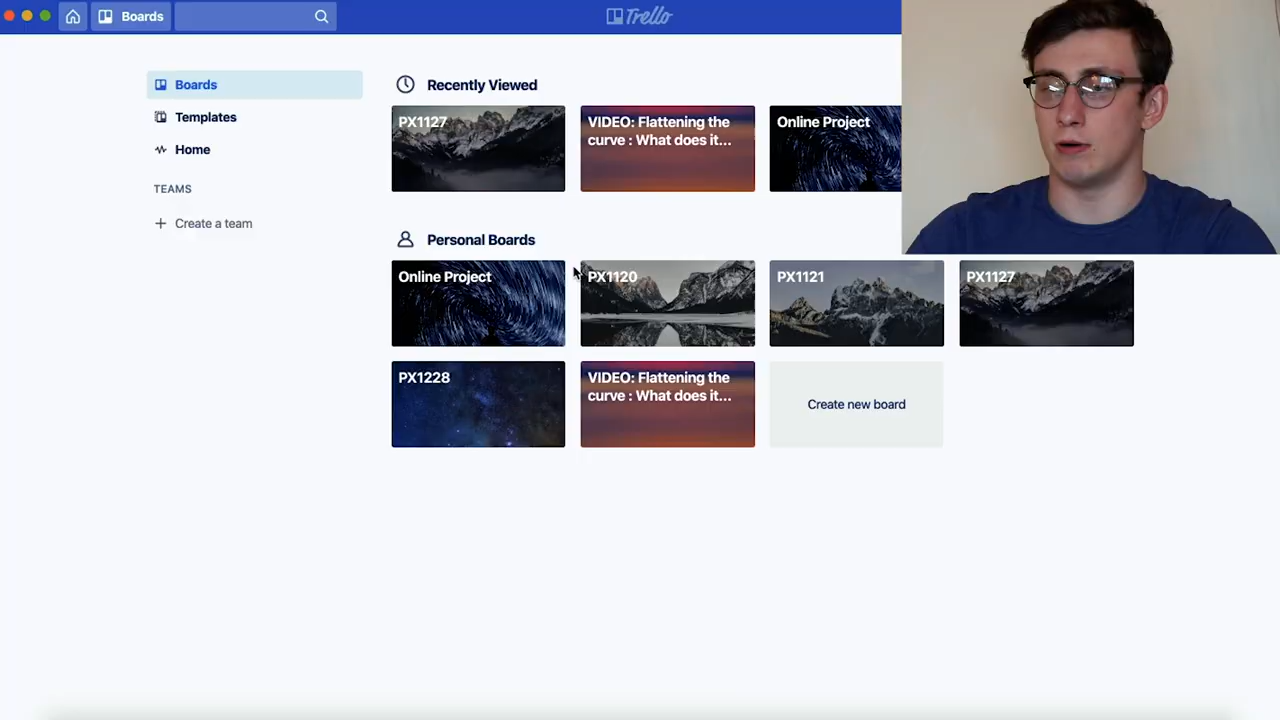 Boards
Trello
Boards
Templates
Home
TEAMS
Create a team
Recently Viewed
PX1127
VIDEO: Flattening the
curve : What does it...
Online Project
Personal Boards
Online Project
PX1120
PX1121
PX1127
PX1228
VIDEO: Flattening the
curve : What does it...
Create new board